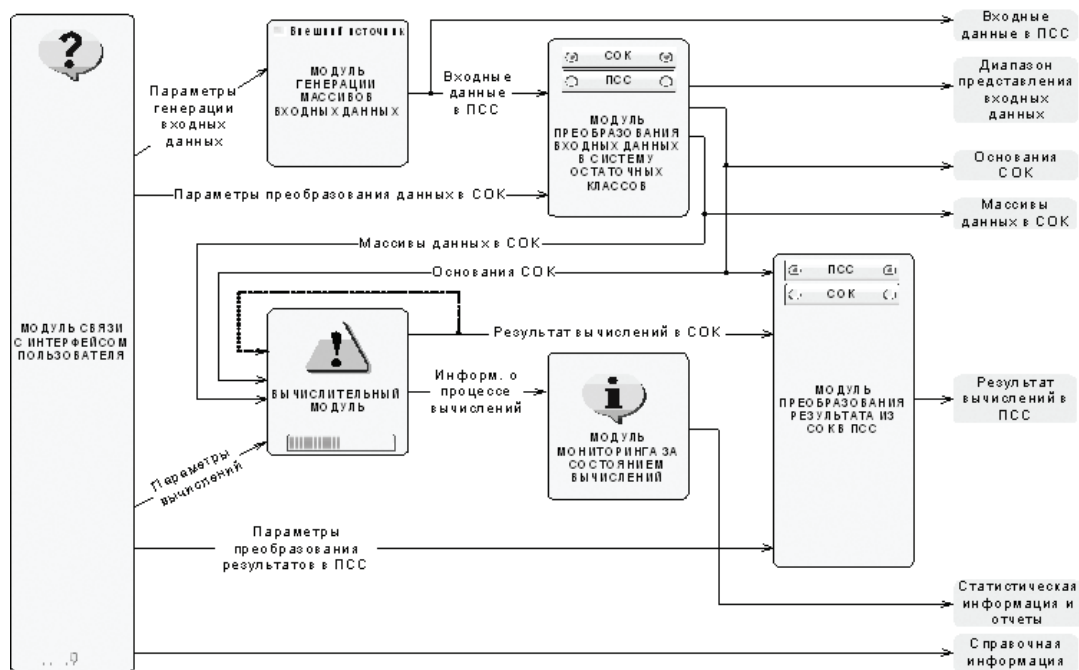 МОДУЛЬ СВЯЗИ
С ИНТЕРФЕЙСОМ
ПОЛЬЗОВАТЕЛЯ
Параметры
генерации
входных
данных
Внешний источник
МОДУЛЬ
ГЕНЕРАЦИИ
МАССИВОВ
ВХОДНЫХ ДАННЫХ
Входные
данные
в ПСС
СОК
ПСС
МОДУЛЬ
ПРЕОБРАЗОВАНИЯ
ВХОДНЫХ ДАННЫХ
В СИСТЕМУ
ОСТАТОЧНЫХ
КЛАССОВ
Входные
данные в ПСС
Диапазон
представления
входных
данных
Основания
СОК
Массивы
данных в СОК
Параметры преобразования данных в СОК
Массивы данных в СОК
Основания СОК
ВЫЧИСЛИТЕЛЬНЫЙ
МОДУЛЬ
Результат вычислений в СОК
Информ. о
процессе
вычислений
МОДУЛЬ
МОНИТОРИНГА ЗА
СОСТОЯНИЕМ
ВЫЧИСЛЕНИЙ
ПСС
СОК
МОДУЛЬ
ПРЕОБРАЗОВАНИЯ
РЕЗУЛЬТАТА ИЗ
СОК В ПСС
Результат
вычислений в
ПСС
Параметры
вычислений
Параметры
преобразования
результатов в ПСС
Статистическая
информация и
отчеты
Справочная
информация